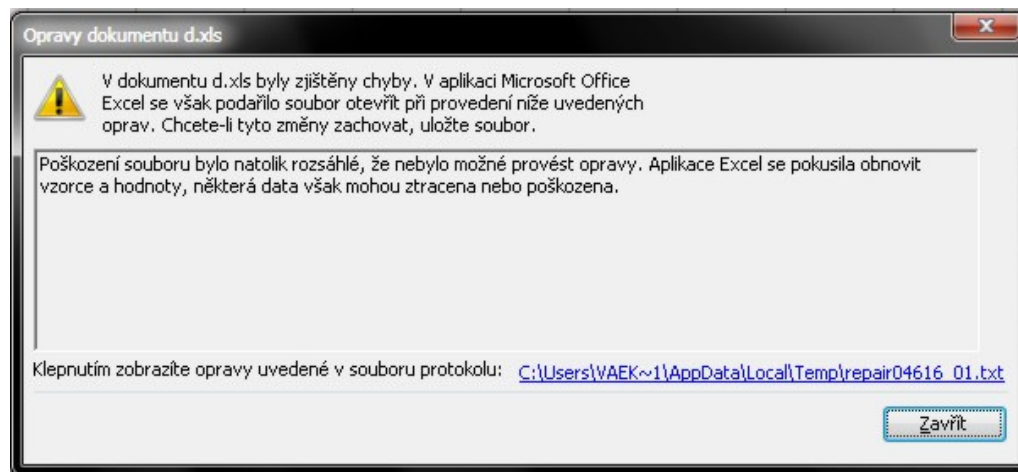 Opravy dokumentu d.xls
V dokumentu d.xls byly zjištěny chyby. V aplikaci Microsoft Office
Excel se však podařilo soubor otevřít při provedení níže uvedených
oprav. Chcete-li tyto změny zachovat, uložte soubor.
Poškození souboru bylo natolik rozsáhlé, že nebylo možné provést opravy. Aplikace Excel se pokusila obnovit
vzorce a hodnoty, některá data však mohou ztracena nebo poškozena.
Klepnutím zobrazíte opravy uvedené v souboru protokolu: C:\Users\VAEK~1\AppData\Local\Temp\repair04616_01.txt
Zavřít